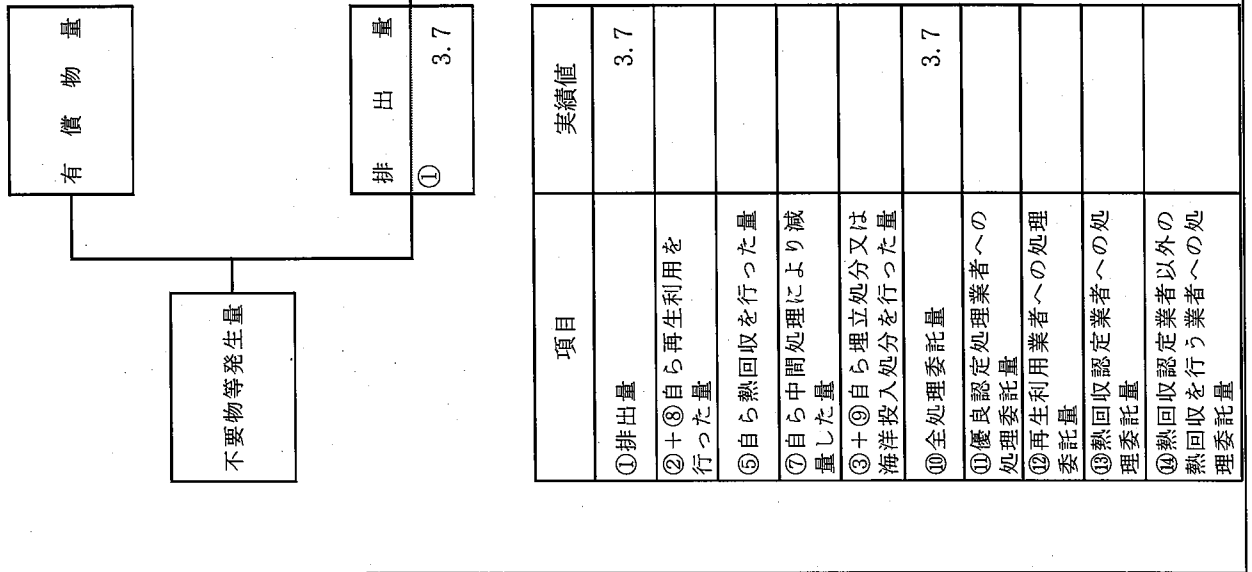 有償物量
不要物等発生量
排出量
①
3.7
項目
実績値
①排出量
3.7
②+⑧自ら再生利用を
行った量
⑤自ら熱回収を行った量
⑦自ら中間処理により減
量した量
③+⑨自ら埋立処分又は
海洋投入処分を行った量
⑩全処理委託量
3.7
⑪優良認定処理業者への
処理委託量
⑫再生利用業者への処理
委託量
⑬熱回収認定業者への処
理委託量
⑭熱回収認定業者以外の
熱回収を行う業者への処
理委託量